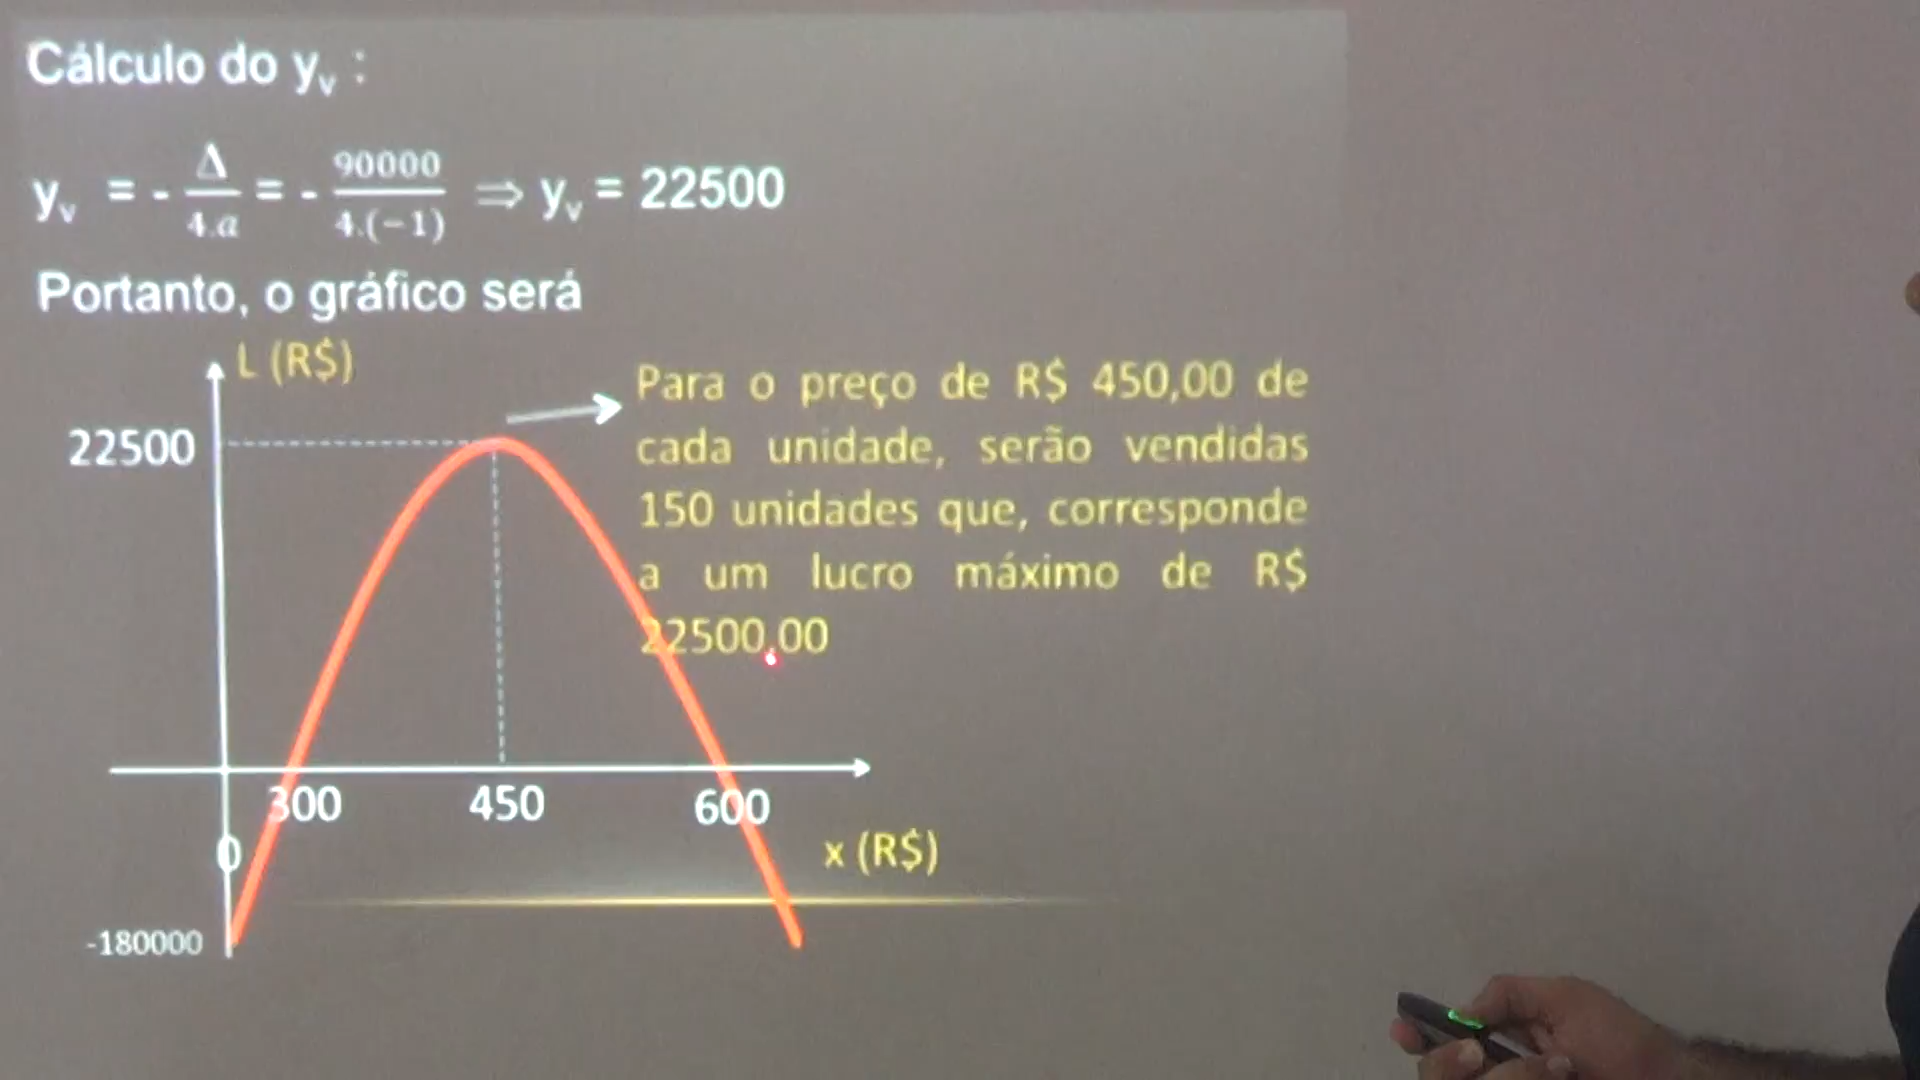 Cálculo do yᵥ :
yᵥ = - Δ/4.a = - 90000/4.(−1) ⇒ yᵥ = 22500
Portanto, o gráfico será
L (R$)
Para o preço de R$ 450,00 de
cada unidade, serão vendidas
150 unidades que, corresponde
a um lucro máximo de R$
22500,00
22500
300 450 600
0
x (R$)
-180000